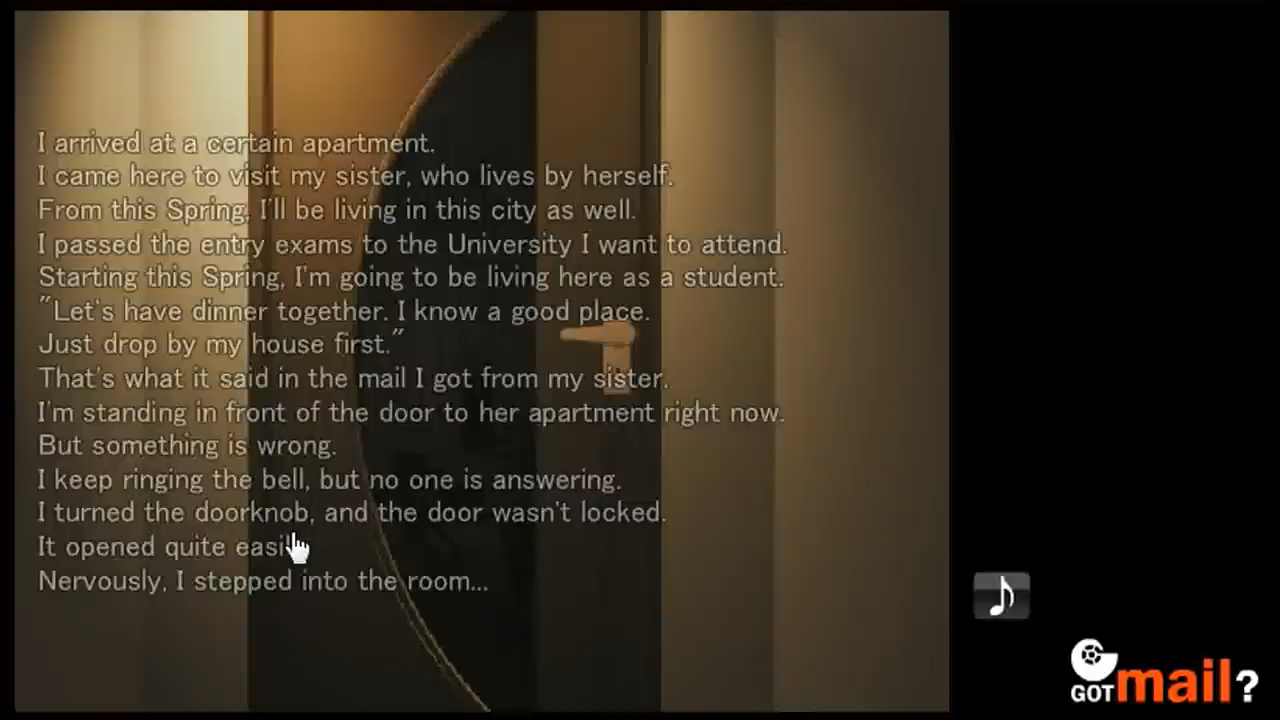 I arrived at a certain apartment.
I came here to visit my sister, who lives by herself.
From this Spring, I'll be living in this city as well.
I passed the entry exams to the University I want to attend.
Starting this Spring, I'm going to be living here as a student.
"Let's have dinner together. I know a good place.
Just drop by my house first."
That's what it said in the mail I got from my sister.
I'm standing in front of the door to her apartment right now.
But something is wrong.
I keep ringing the bell, but no one is answering.
I turned the doorknob, and the door wasn't locked.
It opened quite
Nervously, I stepped into the room...
GOT mail?